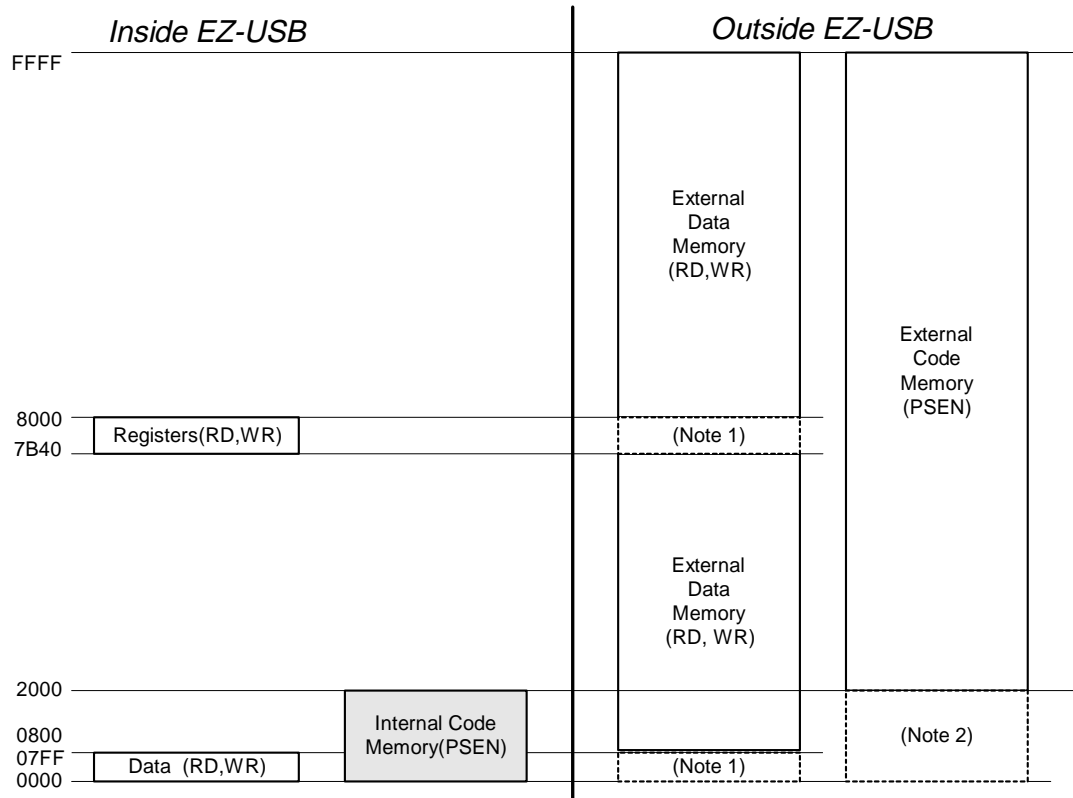 Inside EZ-USB
Outside EZ-USB
FFFF
External
Data
Memory
(RD,WR)
External
Code
Memory
(PSEN)
8000
Registers(RD,WR)
(Note 1)
7B40
External
Data
Memory
(RD, WR)
2000
Internal Code
Memory(PSEN)
(Note 2)
0800
07FF
Data (RD,WR)
(Note 1)
0000